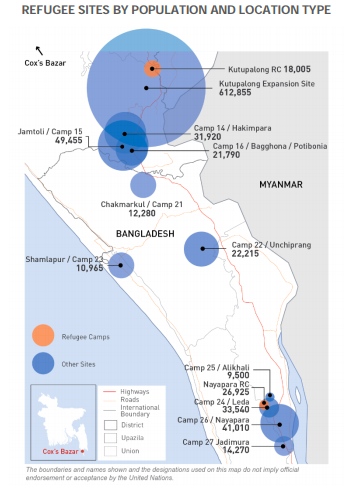 REFUGEE SITES BY POPULATION AND LOCATION TYPE
Cox's Bazar
Kutupalong RC 18,005
Kutupalong Expansion Site
612,855
Jamtoli / Camp 15
49,455
Camp 14 / Hakimpara
31,920
Camp 16 / Bagghona / Potibonia
21,790
MYANMAR
Chakmarkul / Camp 21
12,280
BANGLADESH
Camp 22 / Unchiprang
22,215
Shamlapur / Camp 23
10,965
Refugee Camps
Other Sites
Camp 25 / Alikhali
9,500
Nayapara RC
26,925
Camp 24 / Leda
33,540
Camp 26 / Nayapara
41,010
Camp 27 Jadimura
14,270
Highways
Roads
International
Boundary
District
Upazila
Union
Cox's Bazar
The boundaries and names shown and the designations used on this map do not imply official
endorsement or acceptance by the United Nations.